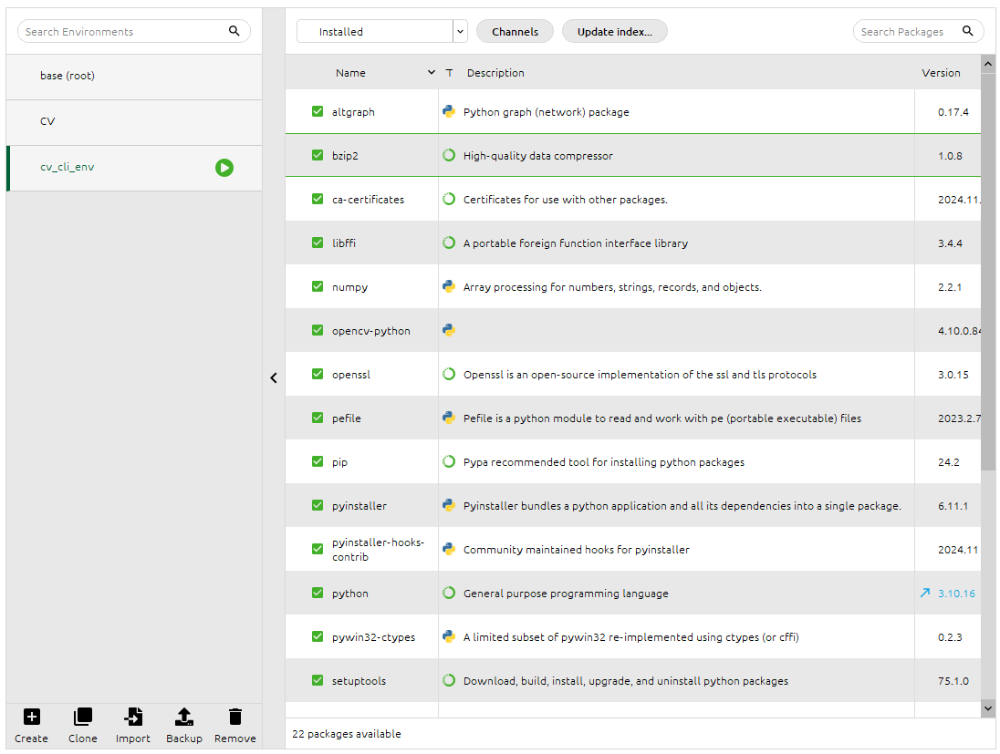 Search Environments
Installed
Channels
Update index...
Search Packages
base (root)
CV
cv_cli_env
Name T Description Version
altgraph Python graph (network) package 0.17.4
bzip2 High-quality data compressor 1.0.8
ca-certificates Certificates for use with other packages. 2024.11.
libffi A portable foreign function interface library 3.4.4
numpy Array processing for numbers, strings, records, and objects. 2.2.1
opencv-python 4.10.0.84
openssl Openssl is an open-source implementation of the ssl and tls protocols 3.0.15
pefile Pefile is a python module to read and work with pe (portable executable) files 2023.2.7
pip Pypa recommended tool for installing python packages 24.2
pyinstaller Pyinstaller bundles a python application and all its dependencies into a single package. 6.11.1
pyinstaller-hooks-
contrib Community maintained hooks for pyinstaller 2024.11
python General purpose programming language 3.10.16
pywin32-ctypes A limited subset of pywin32 re-implemented using ctypes (or cffi) 0.2.3
setuptools Download, build, install, upgrade, and uninstall python packages 75.1.0
Create Clone Import Backup Remove
22 packages available